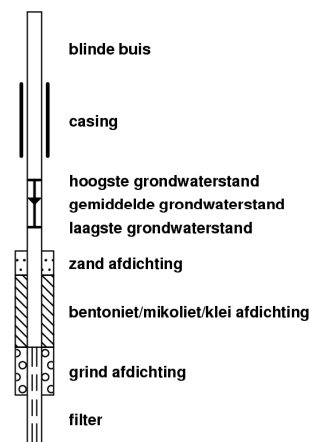 blinde buis
casing
hoogste grondwaterstand
gemiddelde grondwaterstand
laagste grondwaterstand
zand afdichting
bentoniet/mikoliet/klei afdichting
grind afdichting
filter